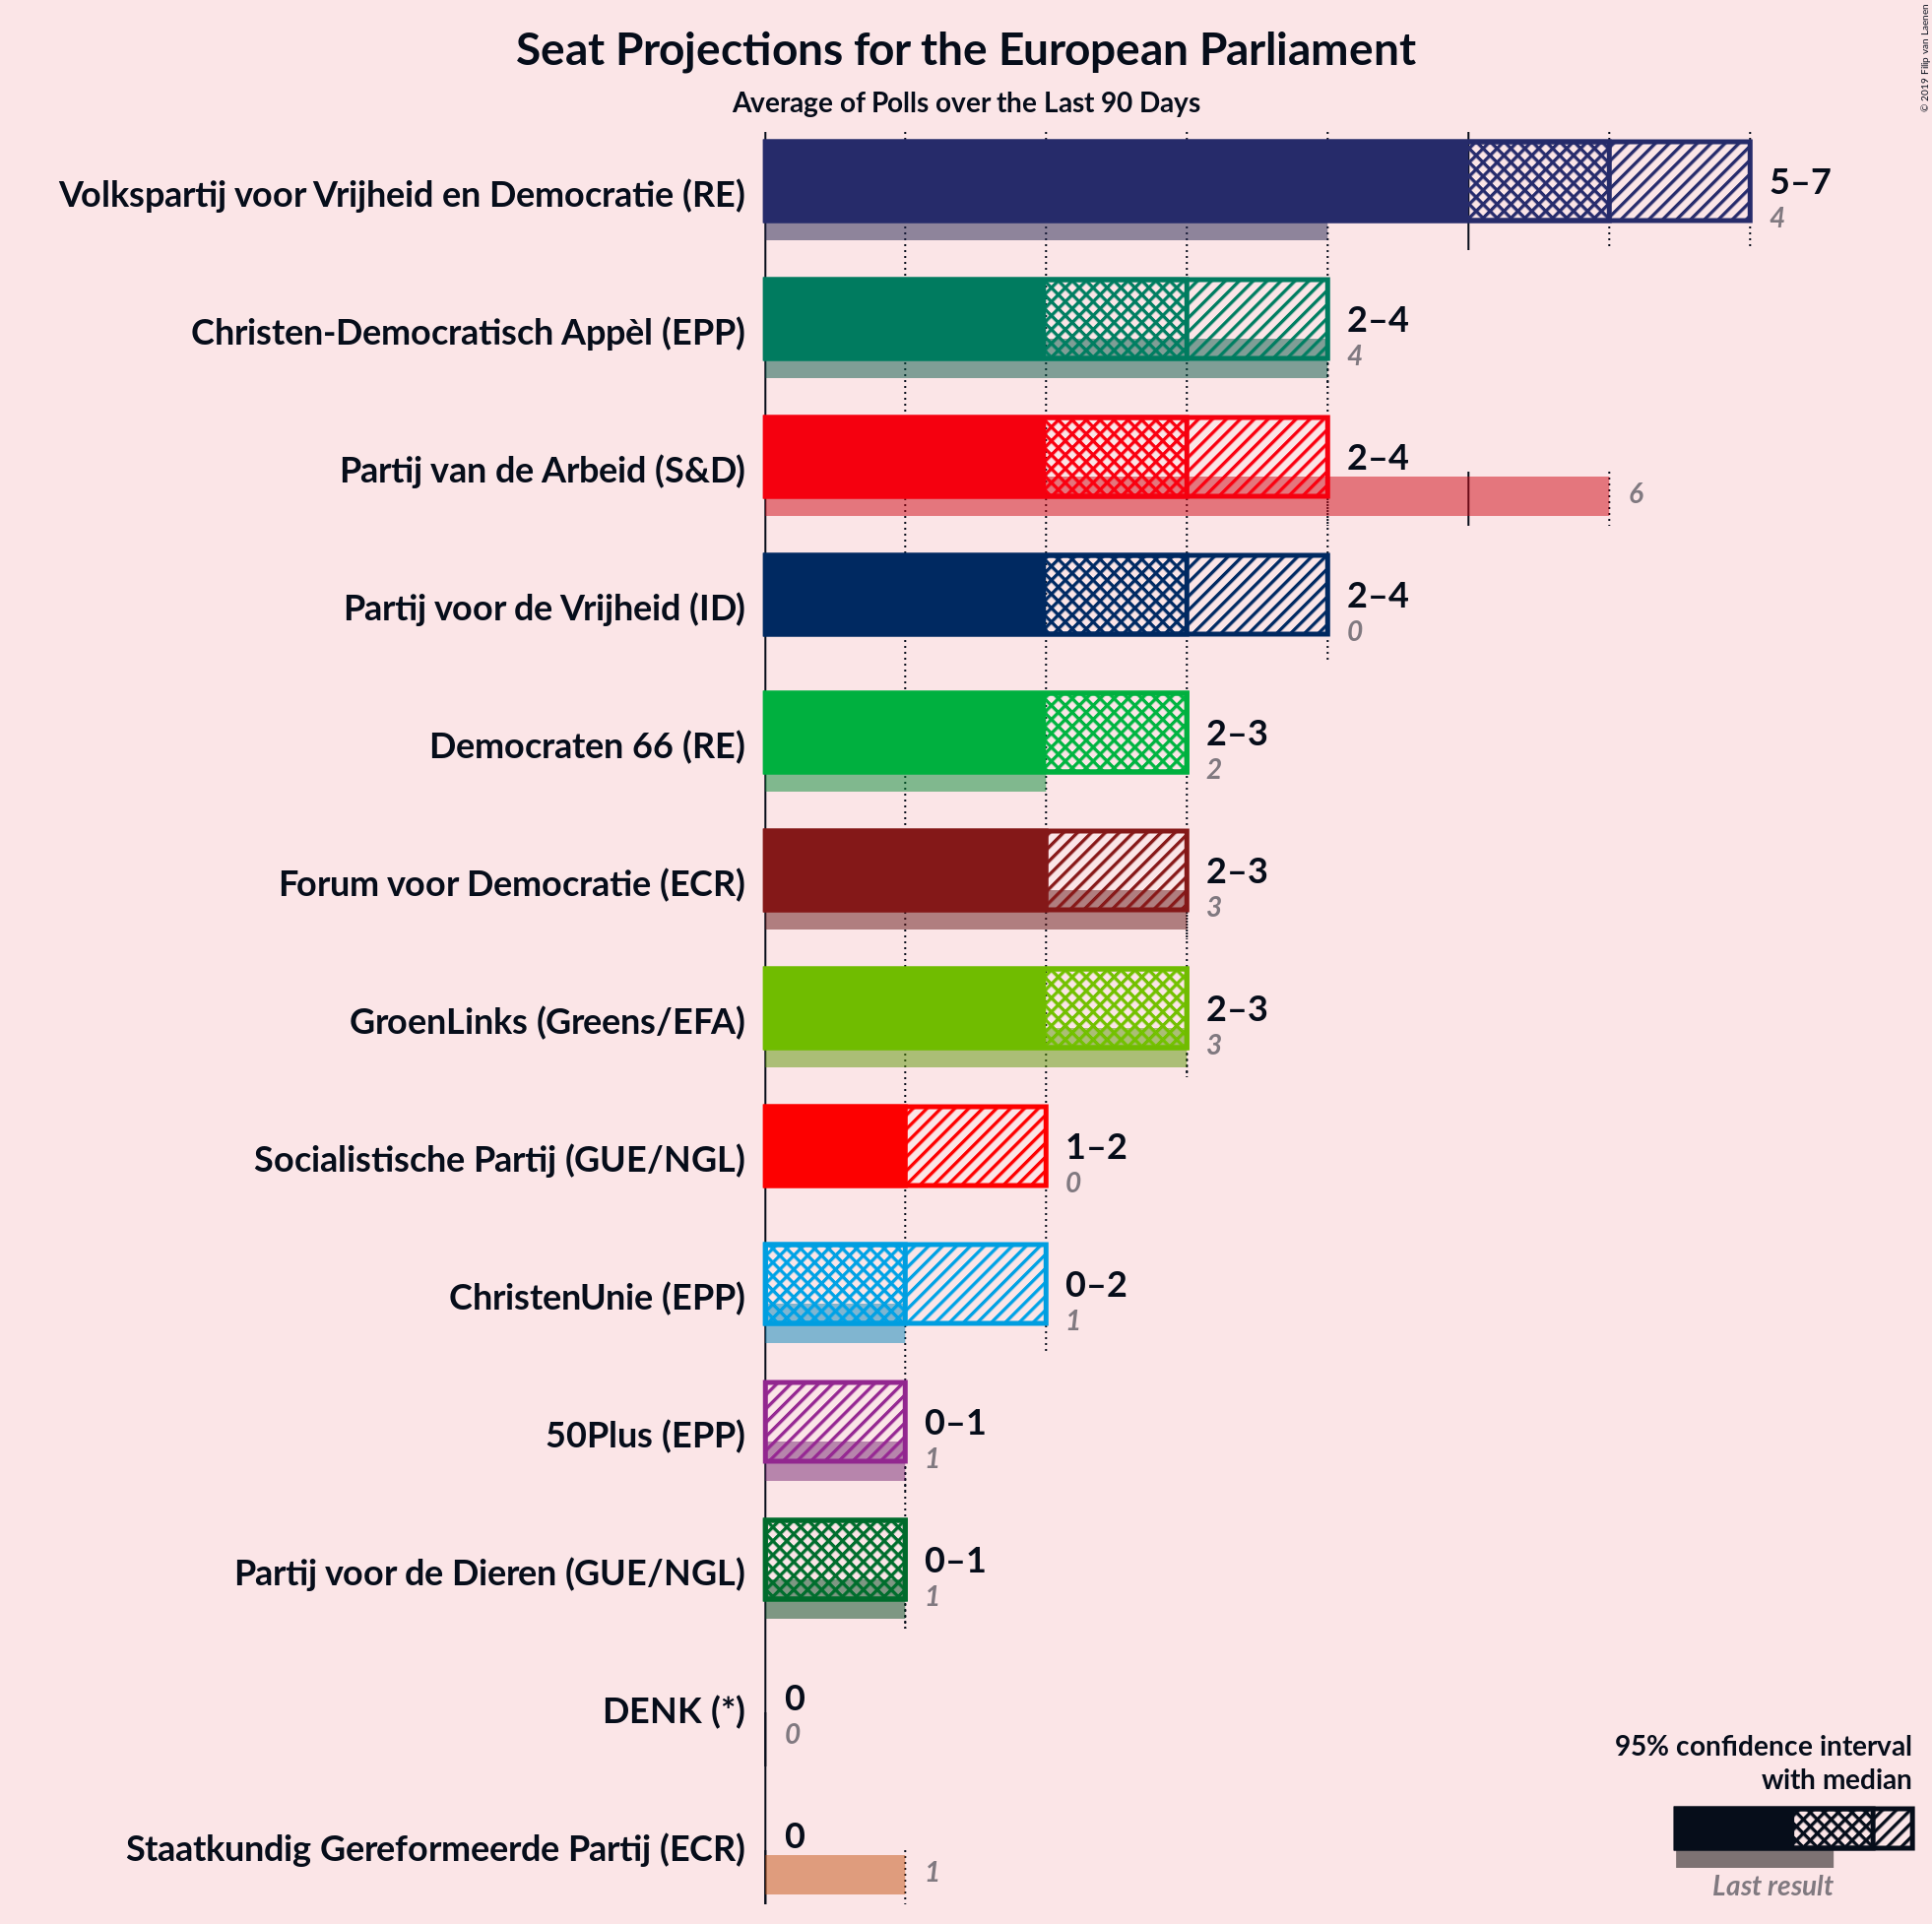 Seat Projections for the European Parliament
Average of Polls over the Last 90 Days
© 2019 Filip van Laenen
Volkspartij voor Vrijheid en Democratie (RE)
5–7
4
Christen-Democratisch Appèl (EPP)
2–4
4
Partij van de Arbeid (S&D)
2–4
6
Partij voor de Vrijheid (ID)
2–4
0
Democraten 66 (RE)
2–3
2
Forum voor Democratie (ECR)
2–3
3
GroenLinks (Greens/EFA)
2–3
3
Socialistische Partij (GUE/NGL)
1–2
0
ChristenUnie (EPP)
0–2
1
50Plus (EPP)
0–1
1
Partij voor de Dieren (GUE/NGL)
0–1
1
DENK (*)
0
0
Staatkundig Gereformeerde Partij (ECR)
0
1
95% confidence interval
with median
Last result